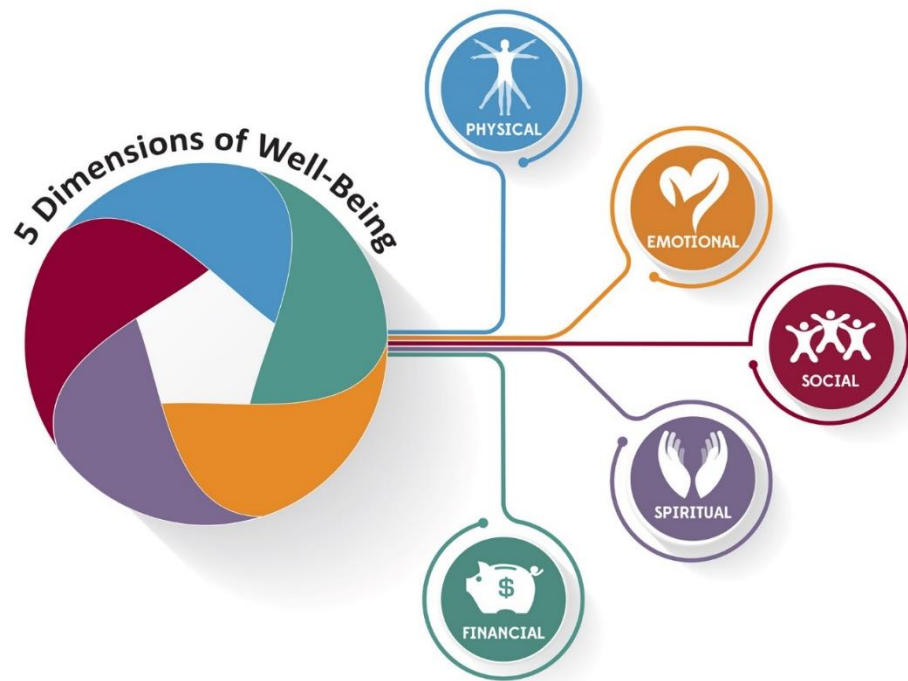 5 Dimensions of Well-Being
PHYSICAL
EMOTIONAL
SOCIAL
SPIRITUAL
$
FINANCIAL